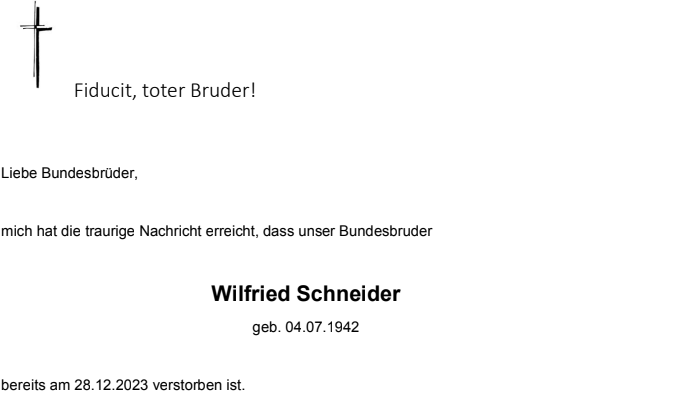 Fiducit, toter Bruder!
Liebe Bundesbrüder,
mich hat die traurige Nachricht erreicht, dass unser Bundesbruder
Wilfried Schneider
geb. 04.07.1942
bereits am 28.12.2023 verstorben ist.